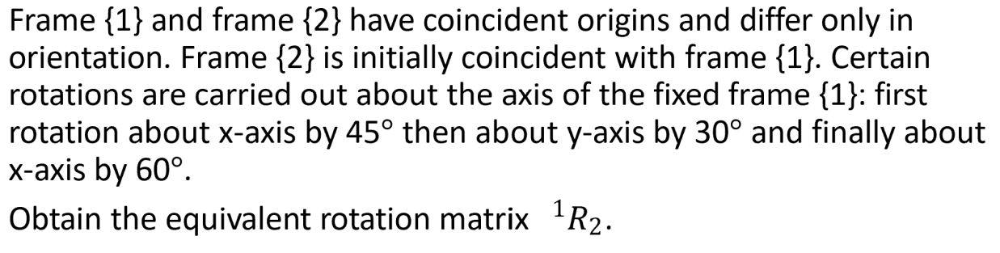 Frame {1} and frame {2} have coincident origins and differ only in
orientation. Frame {2} is initially coincident with frame {1}. Certain
rotations are carried out about the axis of the fixed frame {1}: first
rotation about x-axis by 45° then about y-axis by 30° and finally about
x-axis by 60°.
Obtain the equivalent rotation matrix ¹R₂.